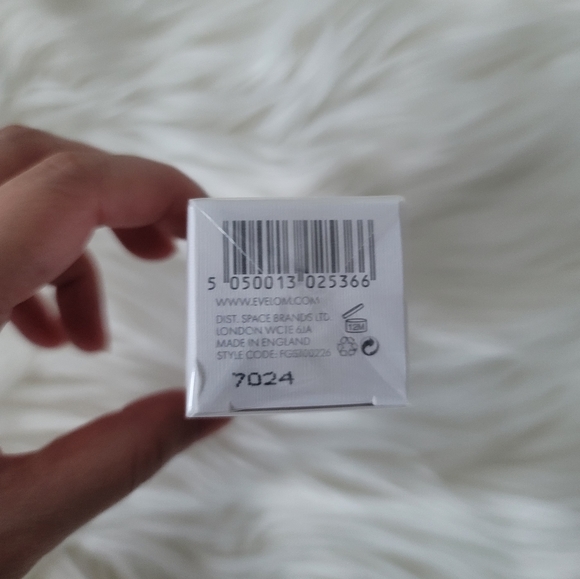 5 050013 025366
WWW.EVELOM.COM
DIST. SPACE BRANDS LTD
LONDON WC1E 6JA
MADE IN ENGLAND
STYLE CODE:
12M
7024